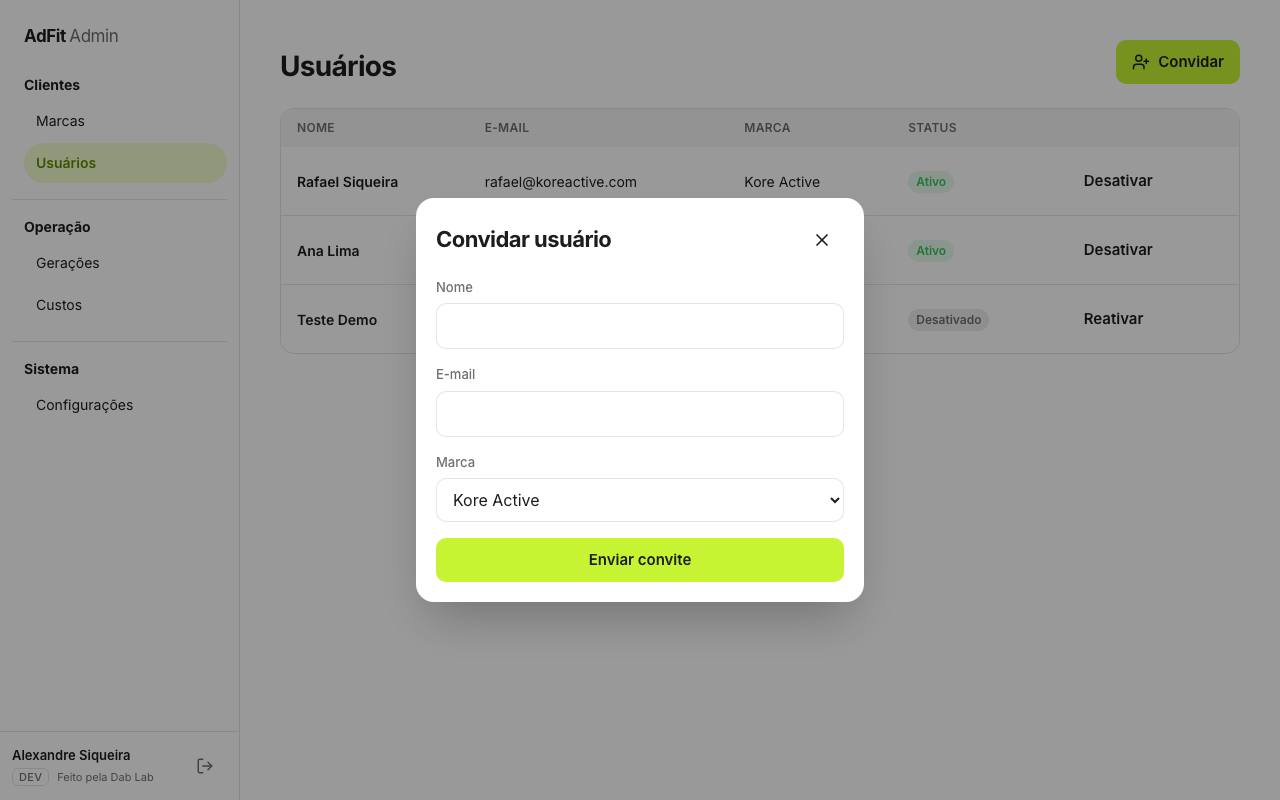 AdFit Admin
Clientes
Marcas
Usuários
Operação
Gerações
Custos
Sistema
Configurações
Alexandre Siqueira
DEV Feito pela Dab Lab
Usuários
Convidar
NOME E-MAIL MARCA STATUS
Rafael Siqueira rafael@koreactive.com Kore Active Ativo Desativar
Ana Lima Ativo Desativar
Teste Demo Desativado Reativar
Convidar usuário
Nome
E-mail
Marca
Kore Active
Enviar convite